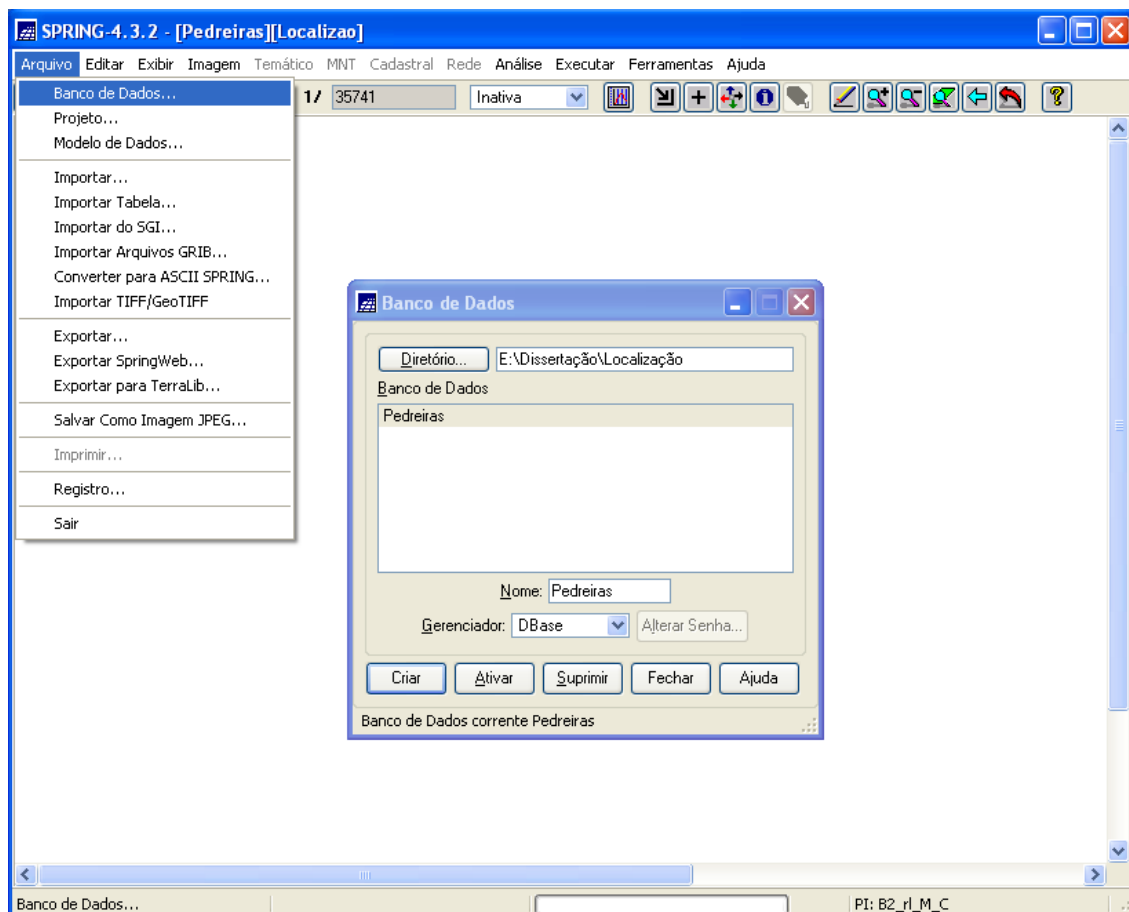 SPRING-4.3.2 - [Pedreiras][Localizao]
Arquivo Editar Exibir Imagem Temático MNT Cadastral Rede Análise Executar Ferramentas Ajuda
1/ 35741 Inativa
Banco de Dados...
Projeto...
Modelo de Dados...
Importar...
Importar Tabela...
Importar do SGI...
Importar Arquivos GRIB...
Converter para ASCII SPRING...
Importar TIFF/GeoTIFF
Exportar...
Exportar SpringWeb...
Exportar para TerraLib...
Salvar Como Imagem JPEG...
Imprimir...
Registro...
Sair
Banco de Dados
Diretório... E:\Dissertação\Localização
Banco de Dados
Pedreiras
Nome: Pedreiras
Gerenciador: DBase Alterar Senha...
Criar Ativar Suprimir Fechar Ajuda
Banco de Dados corrente Pedreiras
Banco de Dados... PI: B2_rl_M_C